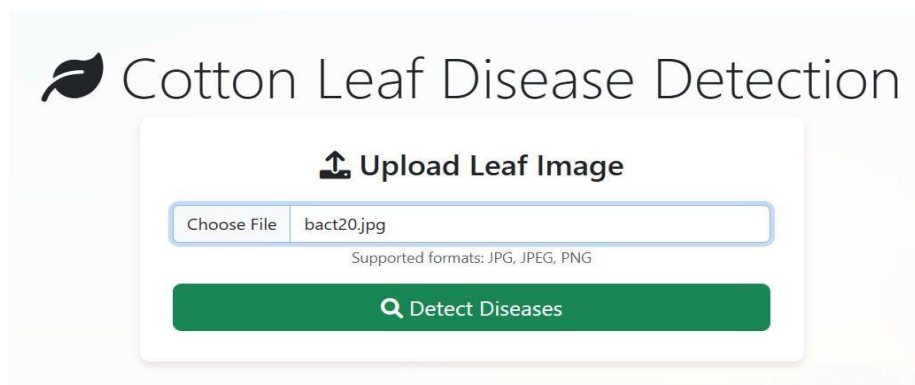 Cotton Leaf Disease Detection
Upload Leaf Image
Choose File bact20.jpg
Supported formats: JPG, JPEG, PNG
Detect Diseases